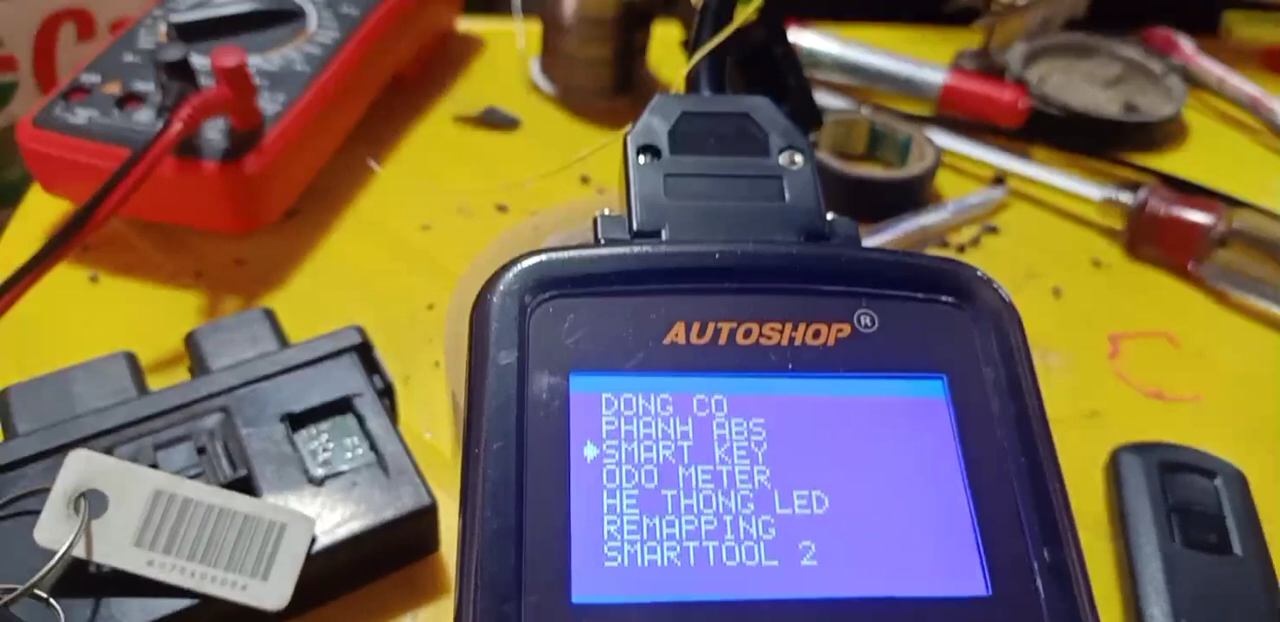 AUTOSHOP®
DONG CO
PHANH ABS
SMART KEY
ODO METER
HE THONG LED
REMAPPING
SMARTTOOL 2